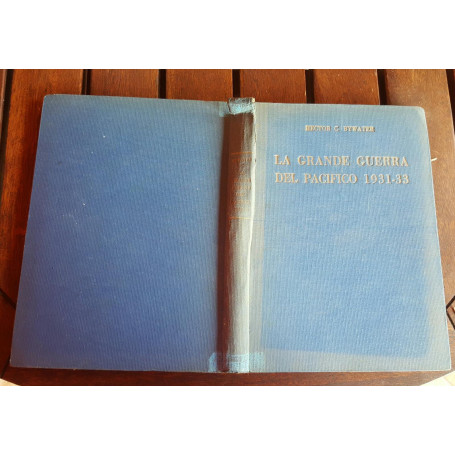 HECTOR C. BYWATER
LA GRANDE GUERRA
DEL PACIFICO 1931-33